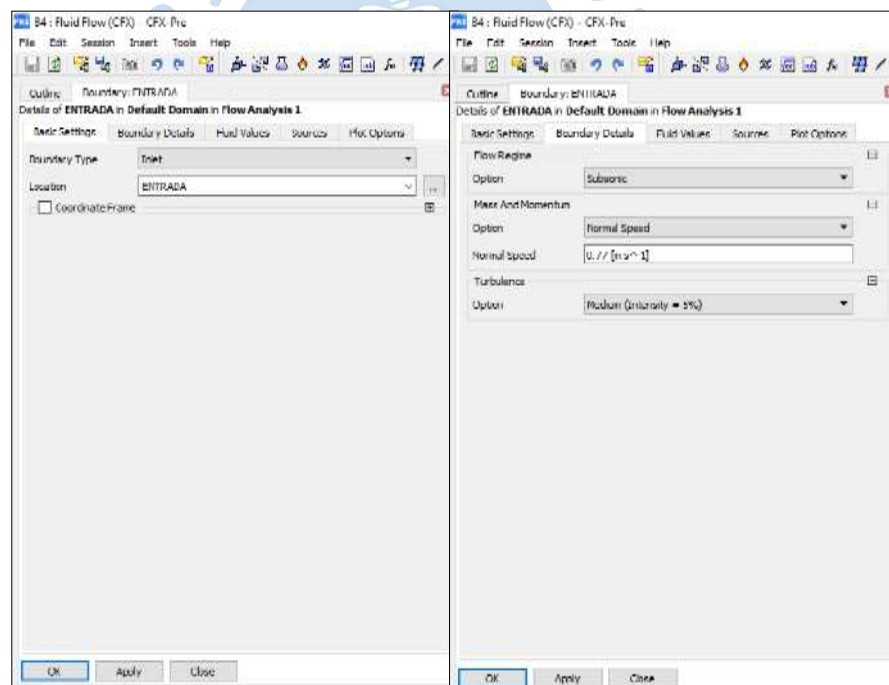 B4 : Fluid Flow (CFX) - CFX-Pre
File Edit Session Insert Tools Help
Outline Boundary: ENTRADA
Details of ENTRADA in Default Domain in Flow Analysis 1
Basic Settings Boundary Details Fluid Values Sources Plot Options
Boundary Type Inlet
Location ENTRADA
...
Coordinate Frame
OK Apply Close
B4 : Fluid Flow (CFX) - CFX-Pre
File Edit Session Insert Tools Help
Outline Boundary: ENTRADA
Details of ENTRADA in Default Domain in Flow Analysis 1
Basic Settings Boundary Details Fluid Values Sources Plot Options
Flow Regime
Option Subsonic
Mass And Momentum
Option Normal Speed
Normal Speed 0.77 [m s^-1]
Turbulence
Option Medium (Intensity = 5%)
OK Apply Close